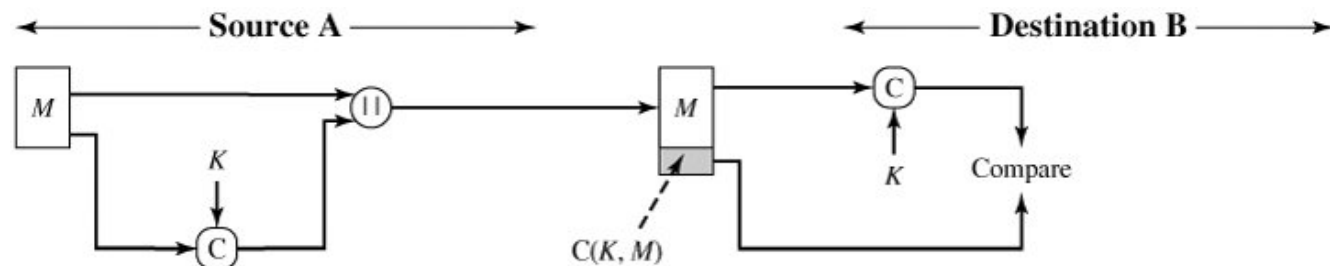 Source A
Destination B
M
||
M
C
K
K
Compare
C
C(K, M)